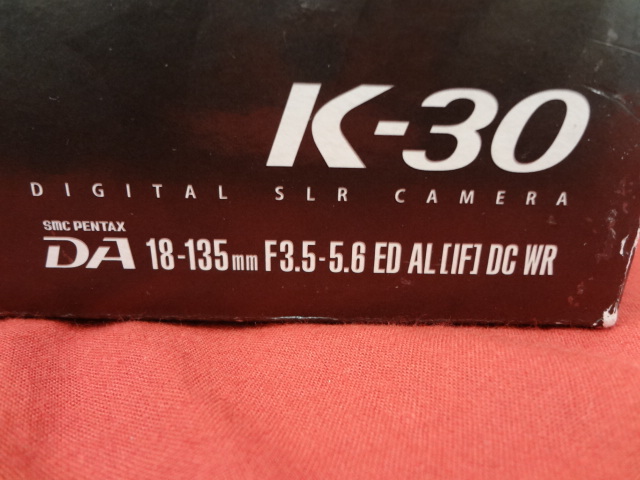 K-30
DIGITAL SLR CAMERA
smc PENTAX
DA 18-135mm F3.5-5.6 ED AL[IF] DC WR